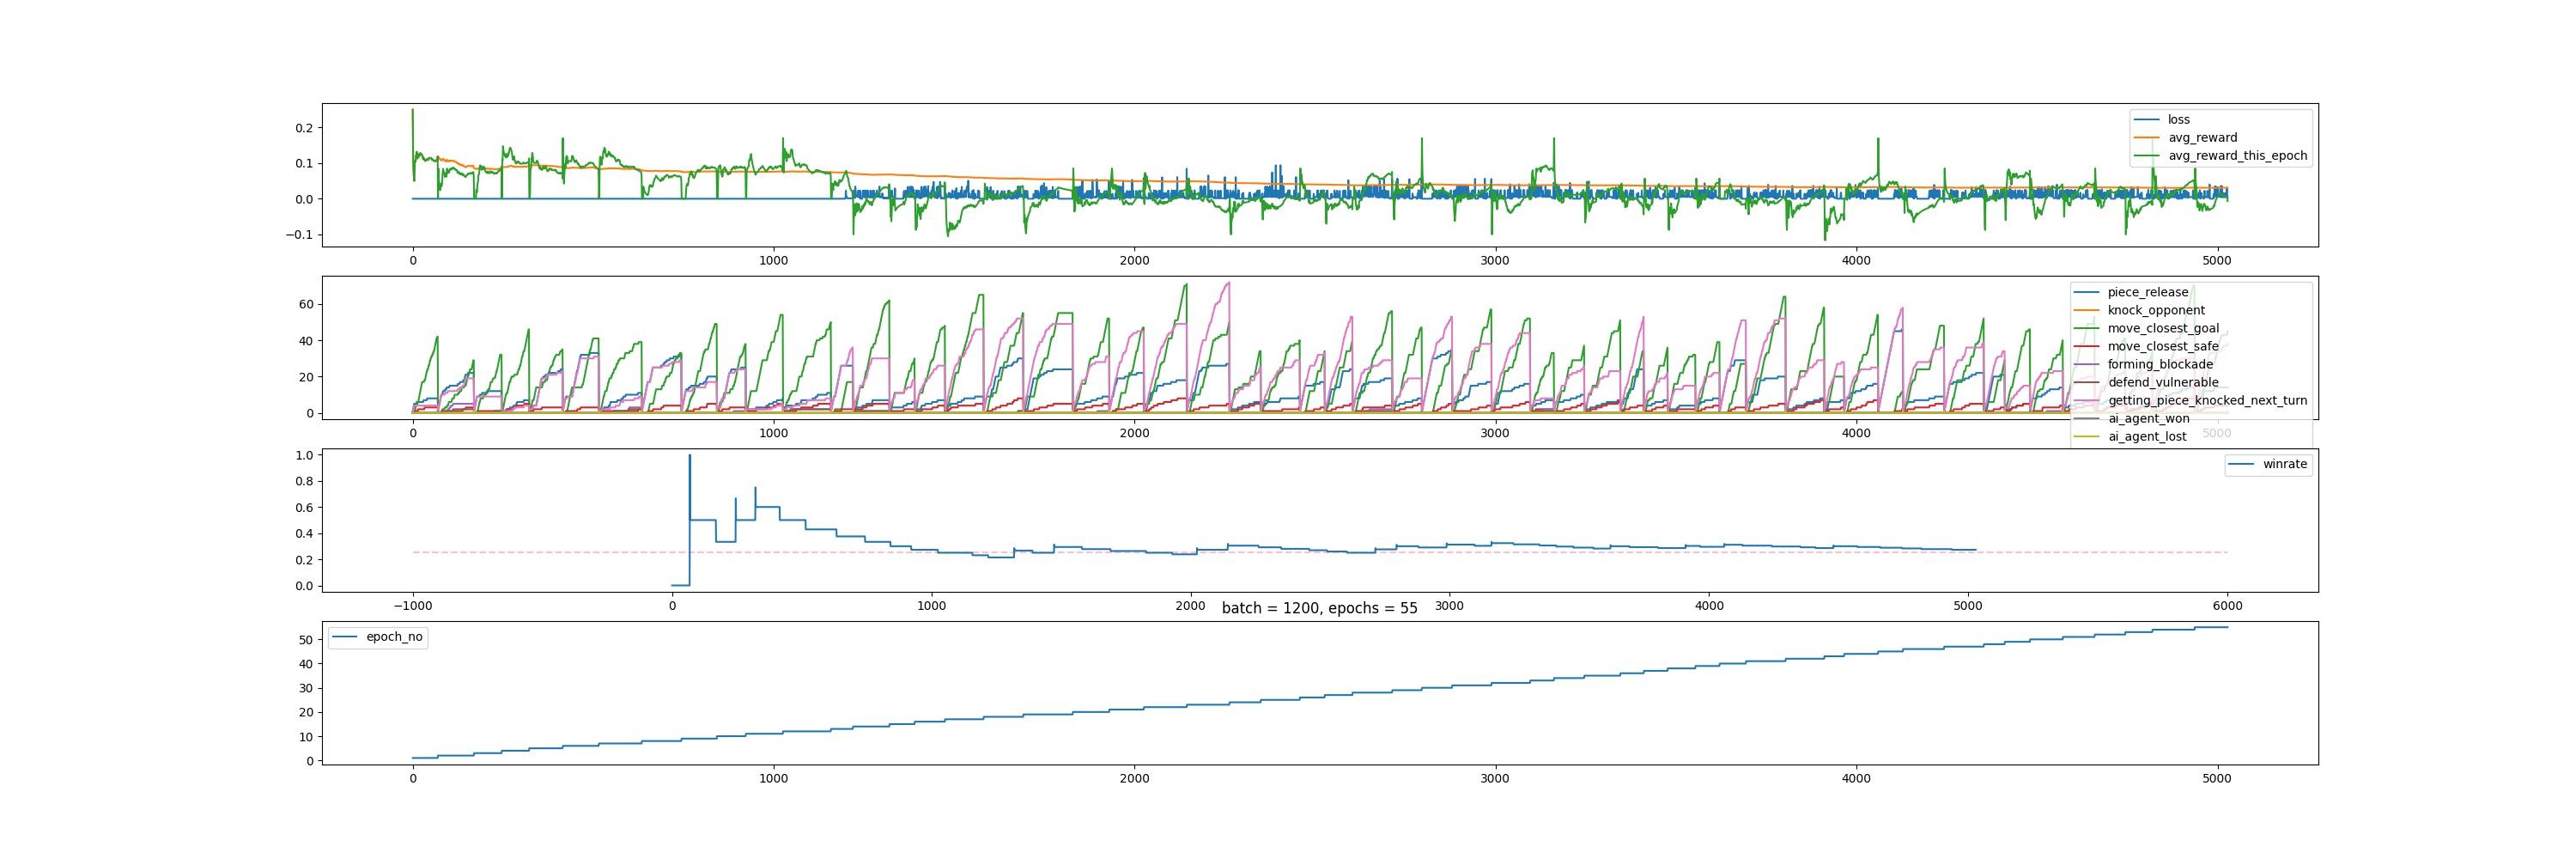 0.2
0.1
0.0
−0.1
loss
avg_reward
avg_reward_this_epoch
0 1000 2000 3000 4000 5000
60
40
20
0
piece_release
knock_opponent
move_closest_goal
move_closest_safe
forming_blockade
defend_vulnerable
getting_piece_knocked_next_turn
ai_agent_won
ai_agent_lost
0 1000 2000 3000 4000 5000
1.0
0.8
0.6
0.4
0.2
0.0
winrate
−1000 0 1000 2000 3000 4000 5000 6000
batch = 1200, epochs = 55
50
40
30
20
10
0
epoch_no
0 1000 2000 3000 4000 5000